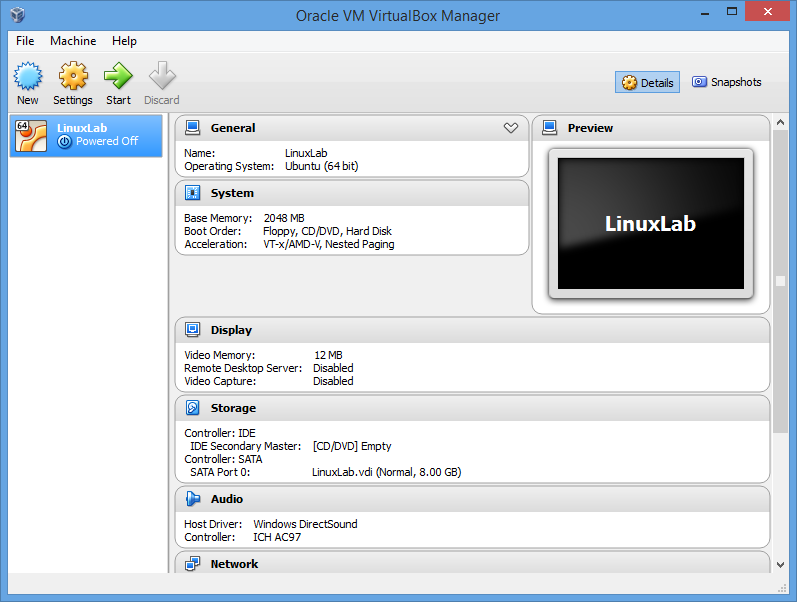 Oracle VM VirtualBox Manager
File Machine Help
New Settings Start Discard
Details Snapshots
64
LinuxLab
Powered Off
General
Name: LinuxLab
Operating System: Ubuntu (64 bit)
System
Base Memory: 2048 MB
Boot Order: Floppy, CD/DVD, Hard Disk
Acceleration: VT-x/AMD-V, Nested Paging
Preview
LinuxLab
Display
Video Memory: 12 MB
Remote Desktop Server: Disabled
Video Capture: Disabled
Storage
Controller: IDE
IDE Secondary Master: [CD/DVD] Empty
Controller: SATA
SATA Port 0: LinuxLab.vdi (Normal, 8.00 GB)
Audio
Host Driver: Windows DirectSound
Controller: ICH AC97
Network